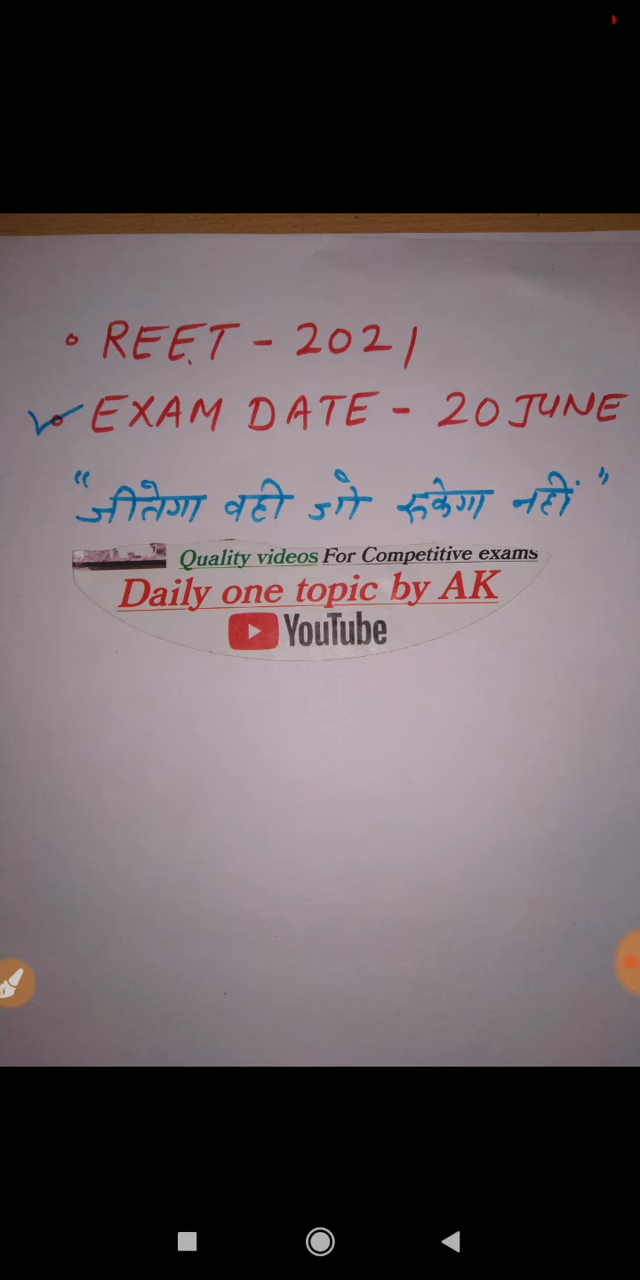 REET - 2021
EXAM DATE - 20 JUNE
"जीतेगा वही जो रुकेगा नहीं"
Quality videos For Competitive exams
Daily one topic by AK
YouTube